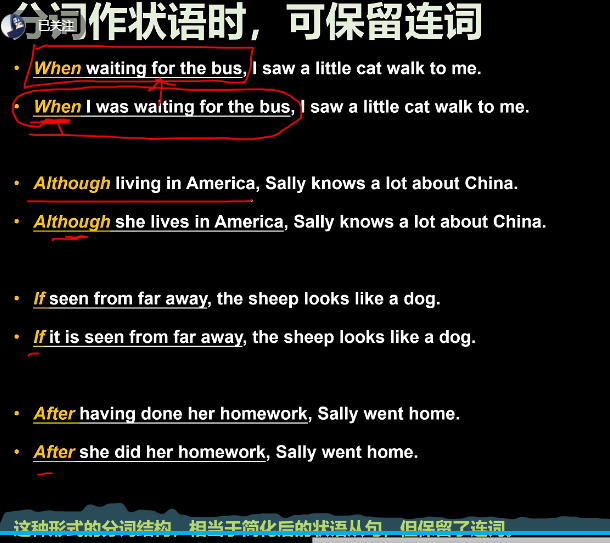 分词作状语时，可保留连词
已关注
• When waiting for the bus, I saw a little cat walk to me.
• When I was waiting for the bus, I saw a little cat walk to me.
• Although living in America, Sally knows a lot about China.
• Although she lives in America, Sally knows a lot about China.
• If seen from far away, the sheep looks like a dog.
• If it is seen from far away, the sheep looks like a dog.
• After having done her homework, Sally went home.
• After she did her homework, Sally went home.
这种形式的分词结构，相当于简化后的状语从句，但保留了连词。